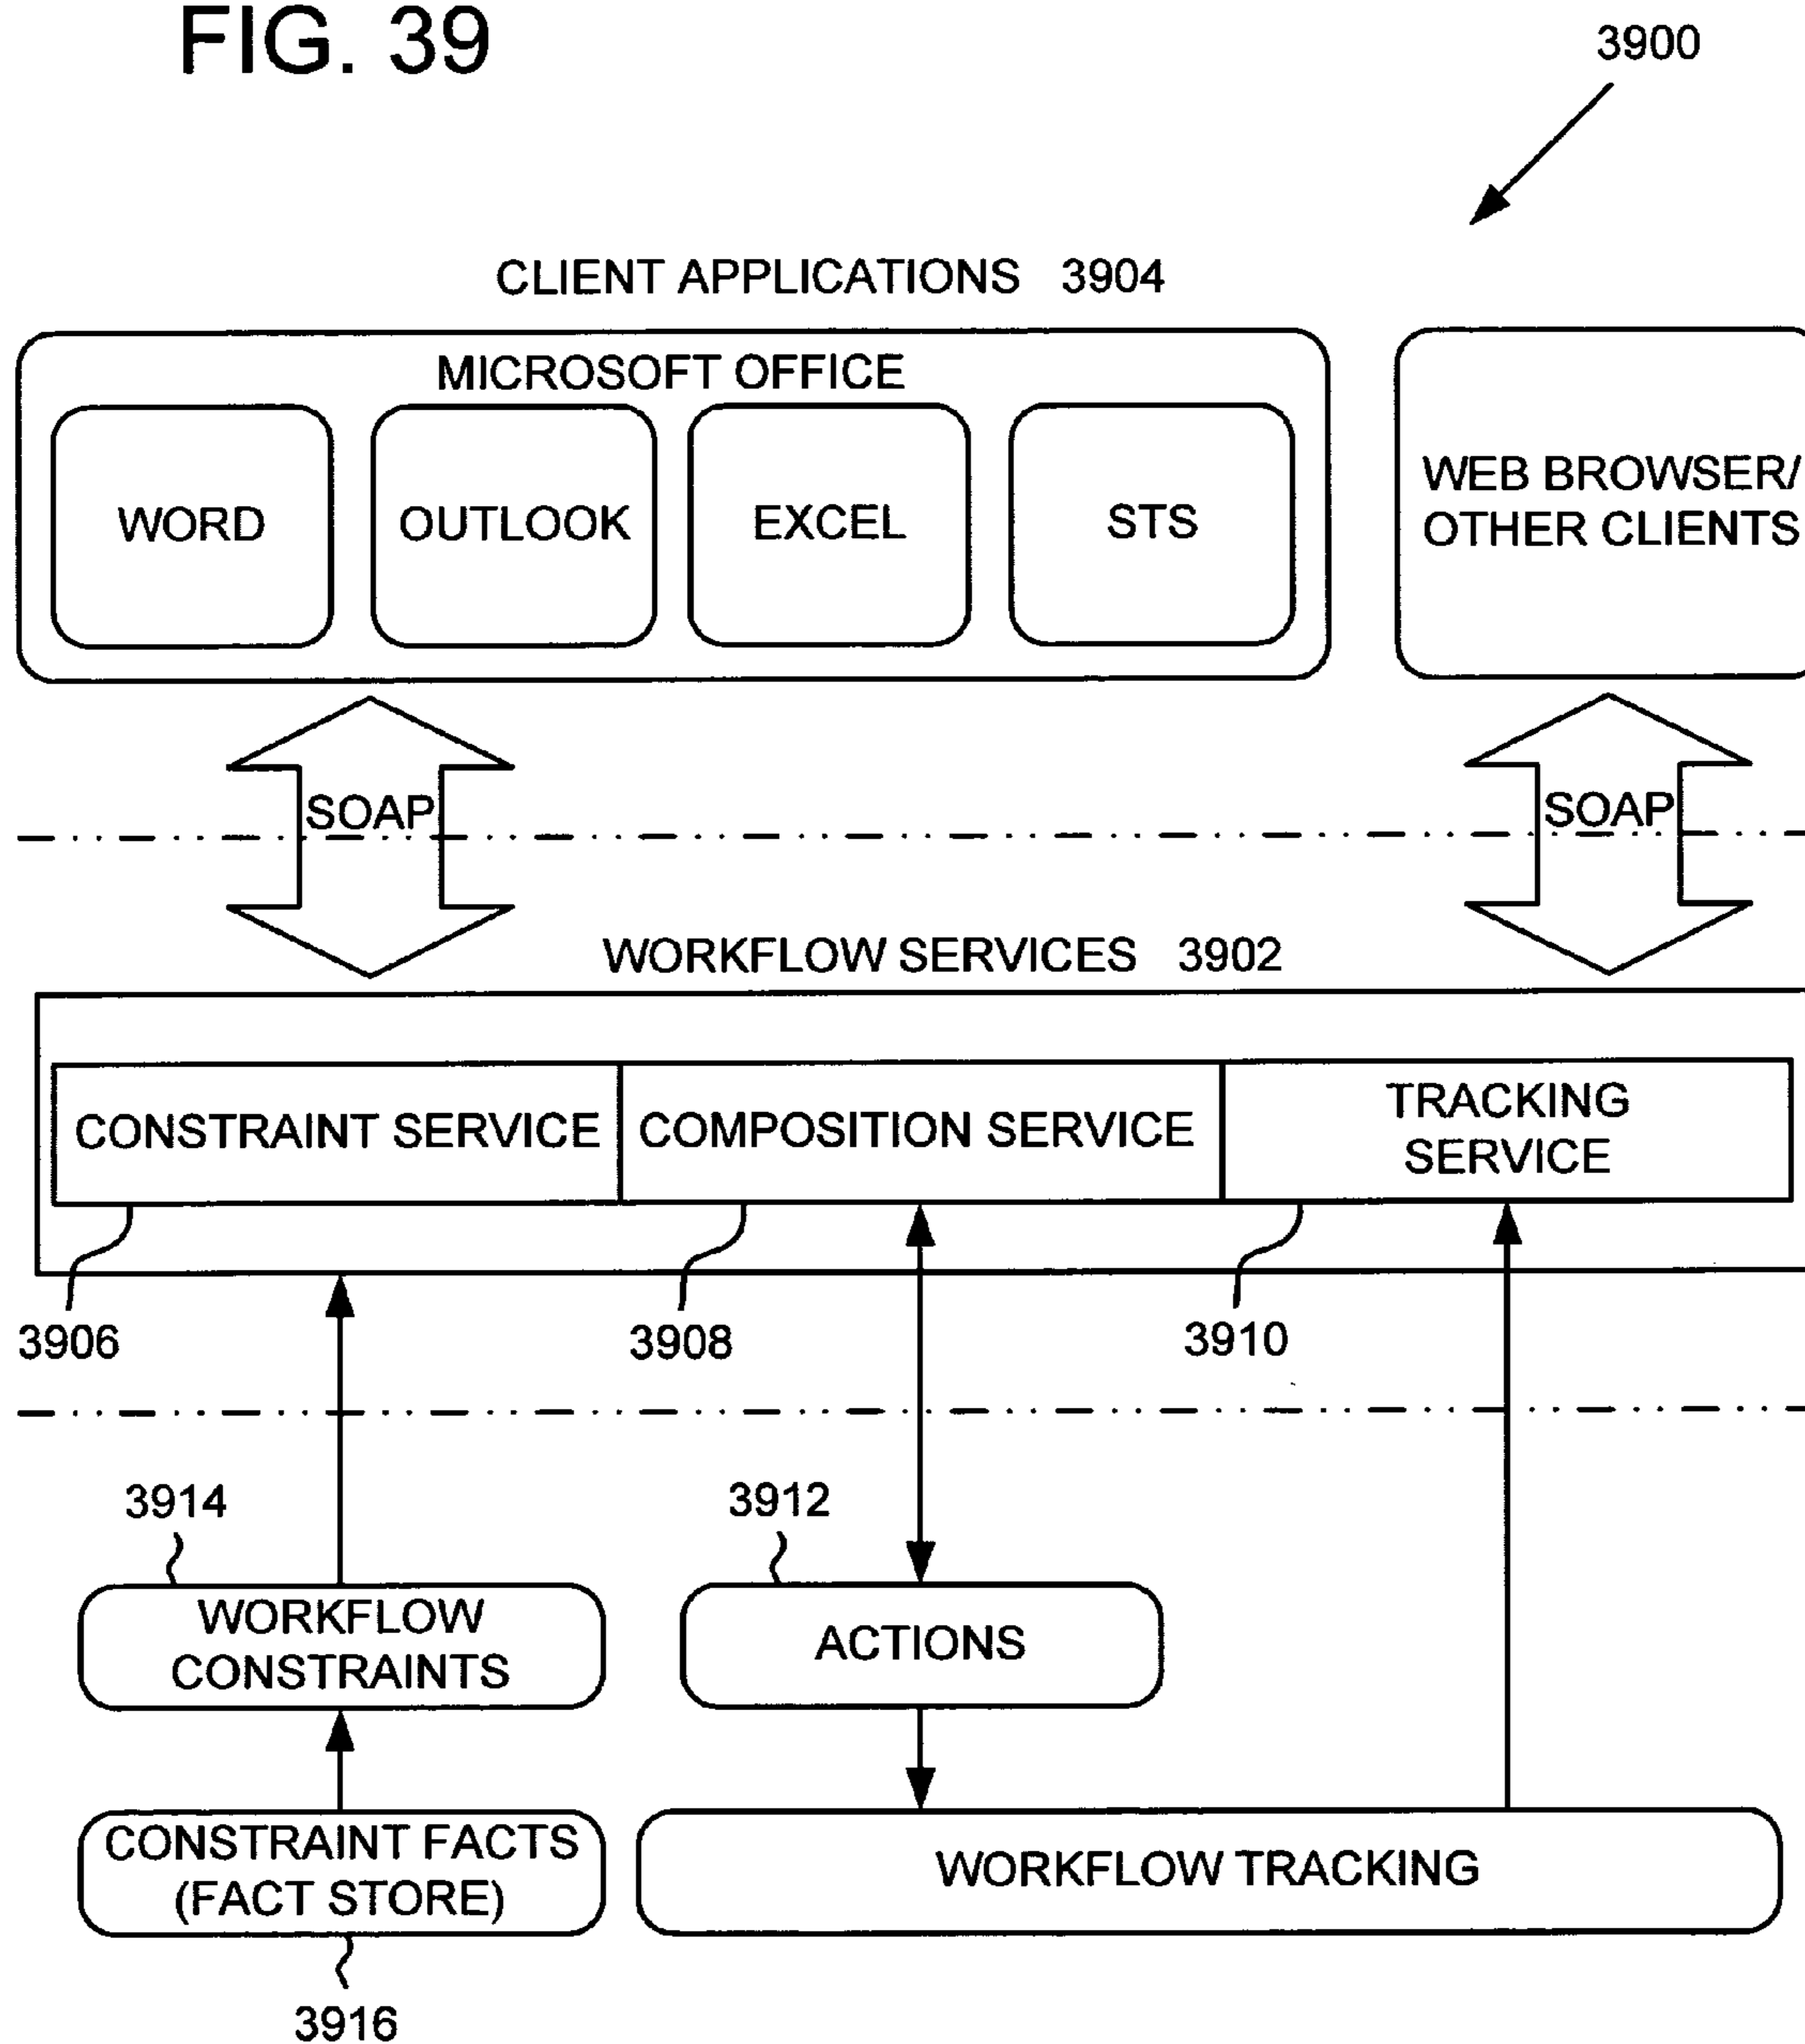 FIG. 39
3900
CLIENT APPLICATIONS 3904
MICROSOFT OFFICE
WORD
OUTLOOK
EXCEL
STS
WEB BROWSER/
OTHER CLIENTS
SOAP
SOAP
WORKFLOW SERVICES 3902
CONSTRAINT SERVICE
COMPOSITION SERVICE
TRACKING
SERVICE
3906
3908
3910
3914
3912
WORKFLOW
CONSTRAINTS
ACTIONS
CONSTRAINT FACTS
(FACT STORE)
WORKFLOW TRACKING
3916